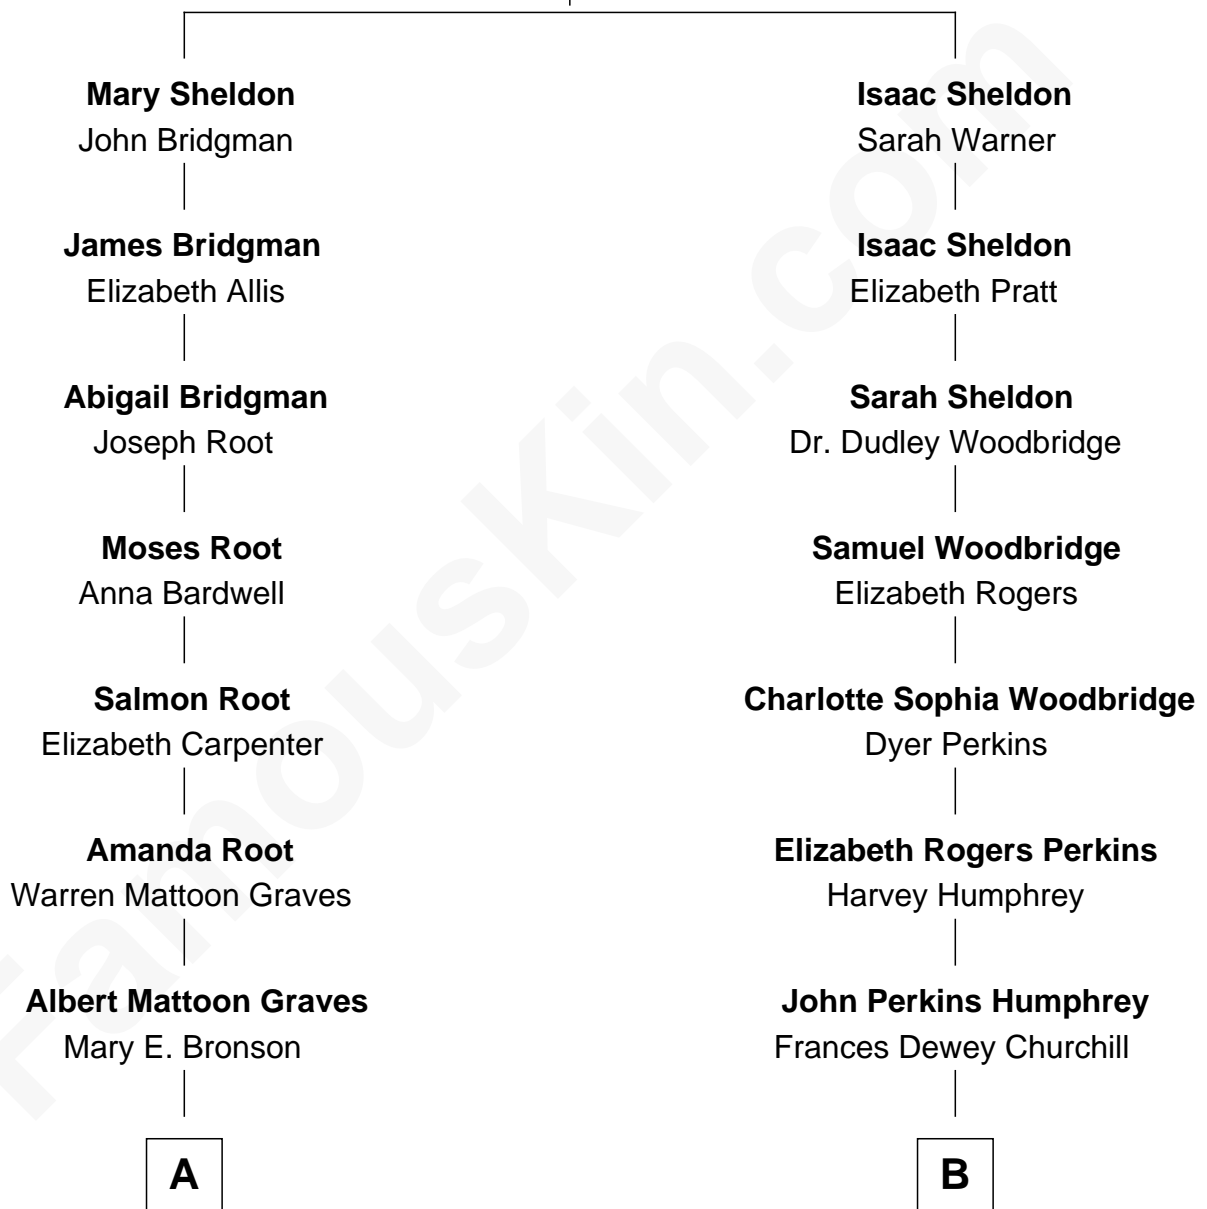 Mary Sheldon
John Bridgman
Isaac Sheldon
Sarah Warner
James Bridgman
Elizabeth Allis
Isaac Sheldon
Elizabeth Pratt
Abigail Bridgman
Joseph Root
Sarah Sheldon
Dr. Dudley Woodbridge
Moses Root
Anna Bardwell
Samuel Woodbridge
Elizabeth Rogers
Salmon Root
Elizabeth Carpenter
Charlotte Sophia Woodbridge
Dyer Perkins
Amanda Root
Warren Mattoon Graves
Elizabeth Rogers Perkins
Harvey Humphrey
Albert Mattoon Graves
Mary E. Bronson
John Perkins Humphrey
Frances Dewey Churchill
A
B
FamousKin.com